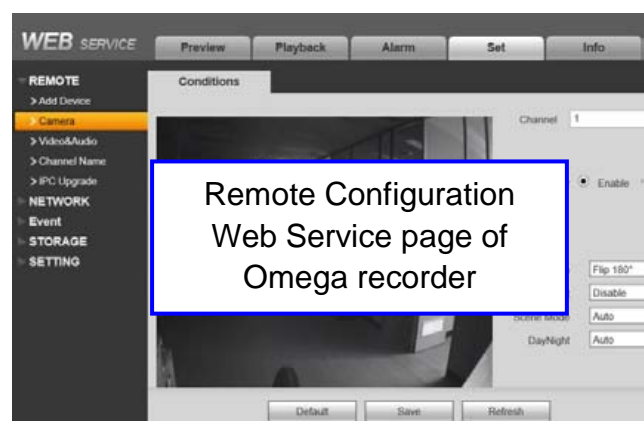 WEB SERVICE
Preview Playback Alarm Set Info
REMOTE
> Add Device
> Camera
> Video&Audio
> Channel Name
> IPC Upgrade
NETWORK
Event
STORAGE
SETTING
Conditions
Channel 1
Enable
Remote Configuration
Web Service page of
Omega recorder
Flip 180°
Disable
Scene Mode Auto
DayNight Auto
Default Save Refresh